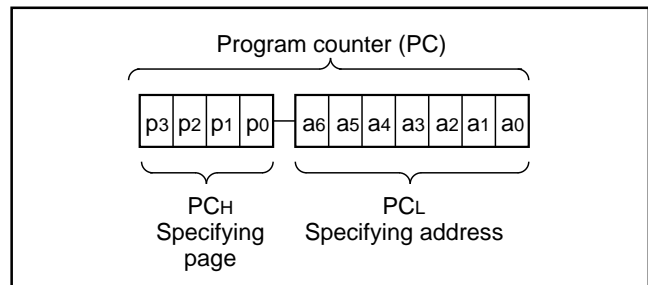 Program counter (PC)
p3 p2 p1 p0 a6 a5 a4 a3 a2 a1 a0
PCH PCL
Specifying page Specifying address